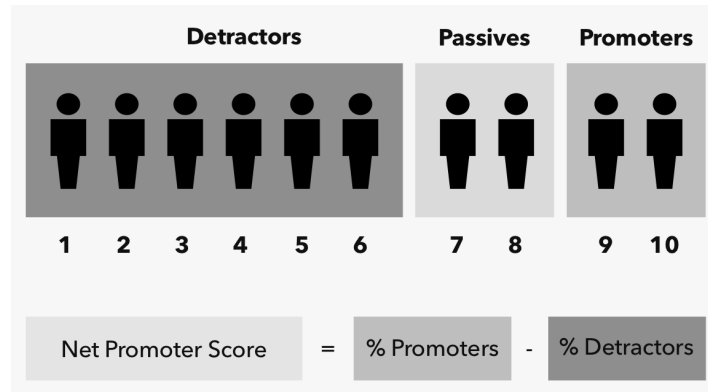 Detractors Passives Promoters
1 2 3 4 5 6 7 8 9 10
Net Promoter Score = % Promoters - % Detractors